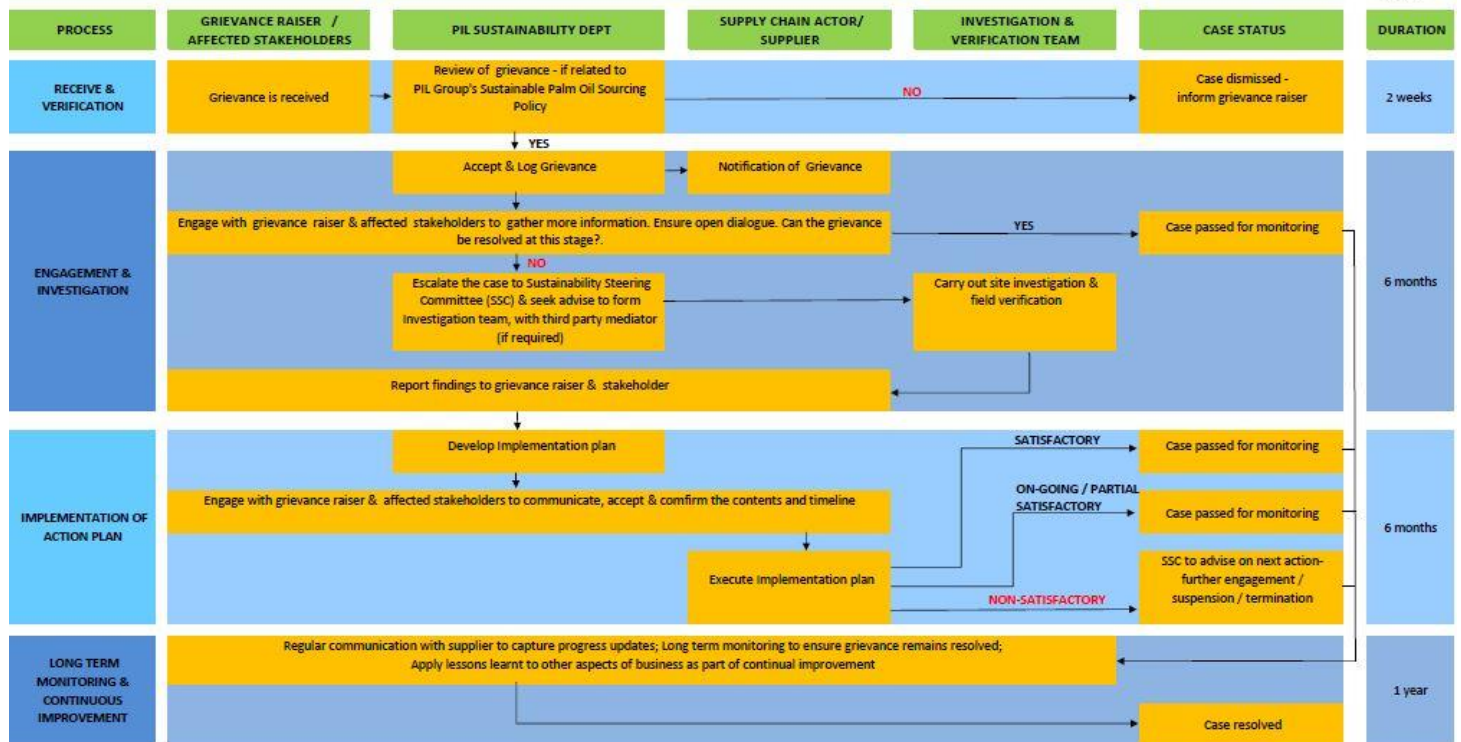 PROCESS
GRIEVANCE RAISER /
AFFECTED STAKEHOLDERS
PIL SUSTAINABILITY DEPT
SUPPLY CHAIN ACTOR/
SUPPLIER
INVESTIGATION &
VERIFICATION TEAM
CASE STATUS
DURATION
RECEIVE &
VERIFICATION
Grievance is received
Review of grievance - if related to
PIL Group's Sustainable Palm Oil Sourcing
Policy
NO
Case dismissed -
inform grievance raiser
2 weeks
YES
ENGAGEMENT &
INVESTIGATION
Accept & Log Grievance
Notification of Grievance
Engage with grievance raiser & affected stakeholders to gather more information. Ensure open dialogue. Can the grievance
be resolved at this stage?.
YES
Case passed for monitoring
NO
Escalate the case to Sustainability Steering
Committee (SSC) & seek advise to form
Investigation team, with third party mediator
(if required)
Carry out site investigation &
field verification
6 months
Report findings to grievance raiser & stakeholder
IMPLEMENTATION OF
ACTION PLAN
Develop Implementation plan
SATISFACTORY
Case passed for monitoring
Engage with grievance raiser & affected stakeholders to communicate, accept & comfirm the contents and timeline
ON-GOING / PARTIAL
SATISFACTORY
Case passed for monitoring
6 months
Execute Implementation plan
NON-SATISFACTORY
SSC to advise on next action-
further engagement /
suspension / termination
LONG TERM
MONITORING &
CONTINUOUS
IMPROVEMENT
Regular communication with supplier to capture progress updates; Long term monitoring to ensure grievance remains resolved;
Apply lessons learnt to other aspects of business as part of continual improvement
1 year
Case resolved